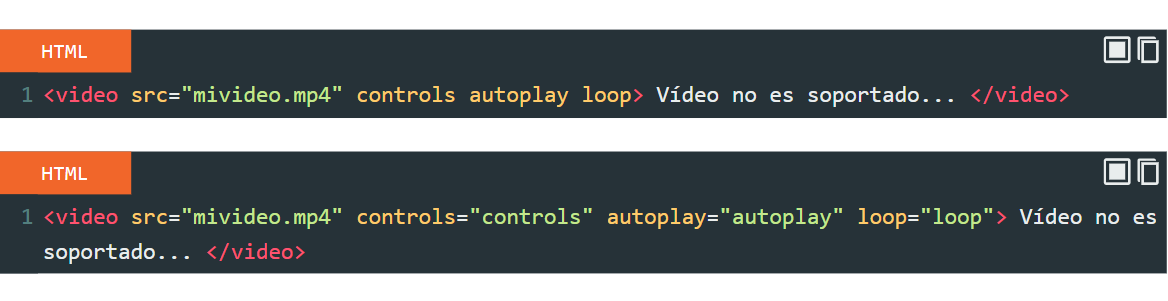 HTML
1 <video src="mivideo.mp4" controls autoplay loop> Vídeo no es soportado... </video>
HTML
1 <video src="mivideo.mp4" controls="controls" autoplay="autoplay" loop="loop"> Vídeo no es
soportado... </video>